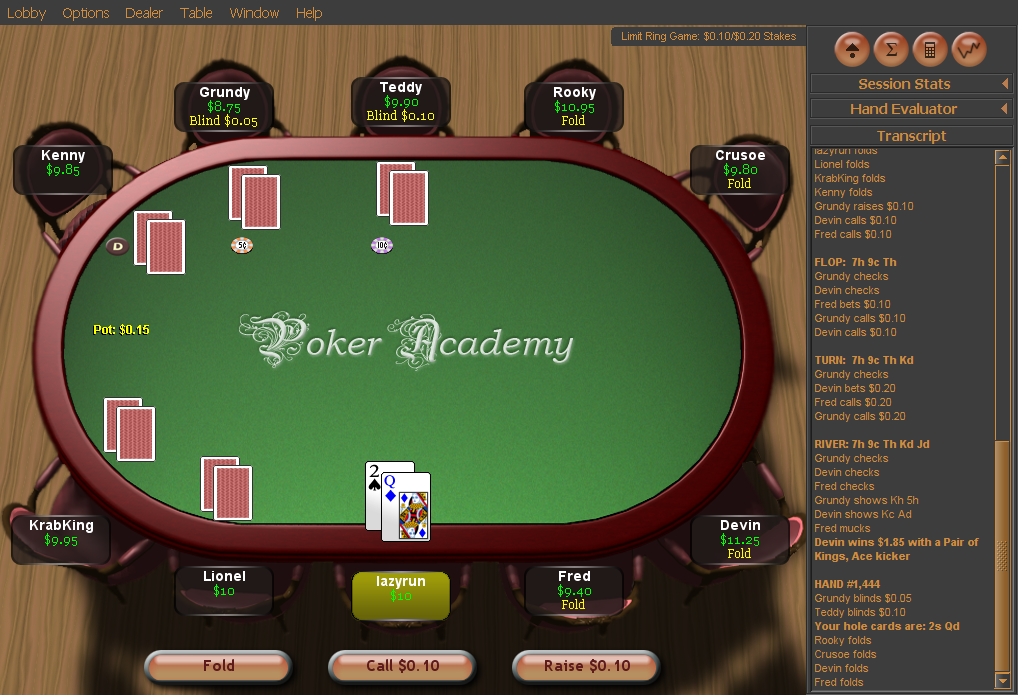 Lobby Options Dealer Table Window Help
Limit Ring Game: $0.10/$0.20 Stakes
Grundy
$8.75
Blind $0.05
Teddy
$9.90
Blind $0.10
Rooky
$10.95
Fold
Kenny
$9.85
Crusoe
$9.80
Fold
D
5¢
10¢
Pot: $0.15
Poker Academy
2
Q
KrabKing
$9.95
Lionel
$10
lazyrun
$10
Fred
$9.40
Fold
Devin
$11.25
Fold
Fold
Call $0.10
Raise $0.10
Σ
Session Stats
Hand Evaluator
Transcript
lazyrun folds
Lionel folds
KrabKing folds
Kenny folds
Grundy raises $0.10
Devin calls $0.10
Fred calls $0.10
FLOP: 7h 9c Th
Grundy checks
Devin checks
Fred bets $0.10
Grundy calls $0.10
Devin calls $0.10
TURN: 7h 9c Th Kd
Grundy checks
Devin bets $0.20
Fred calls $0.20
Grundy calls $0.20
RIVER: 7h 9c Th Kd Jd
Grundy checks
Devin checks
Fred checks
Grundy shows Kh 5h
Devin shows Kc Ad
Fred mucks
Devin wins $1.85 with a Pair of
Kings, Ace kicker
HAND #1,444
Grundy blinds $0.05
Teddy blinds $0.10
Your hole cards are: 2s Qd
Rooky folds
Crusoe folds
Devin folds
Fred folds